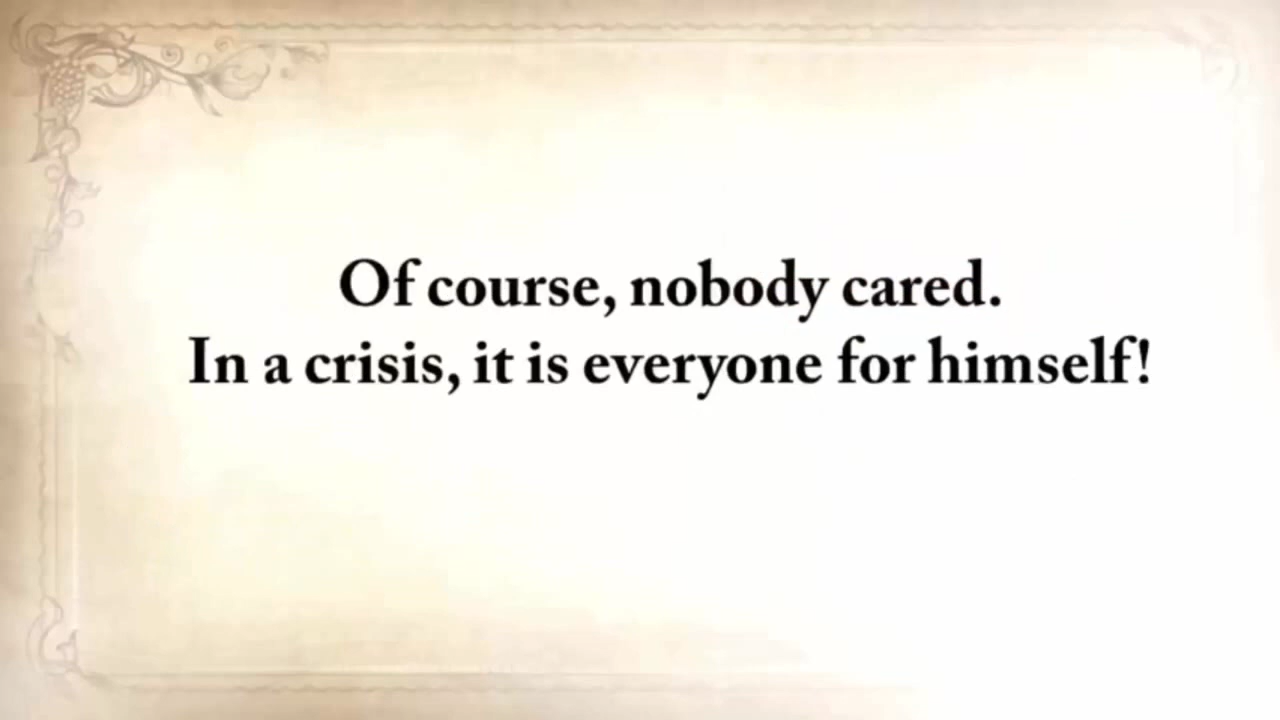 Of course, nobody cared.
In a crisis, it is everyone for himself!